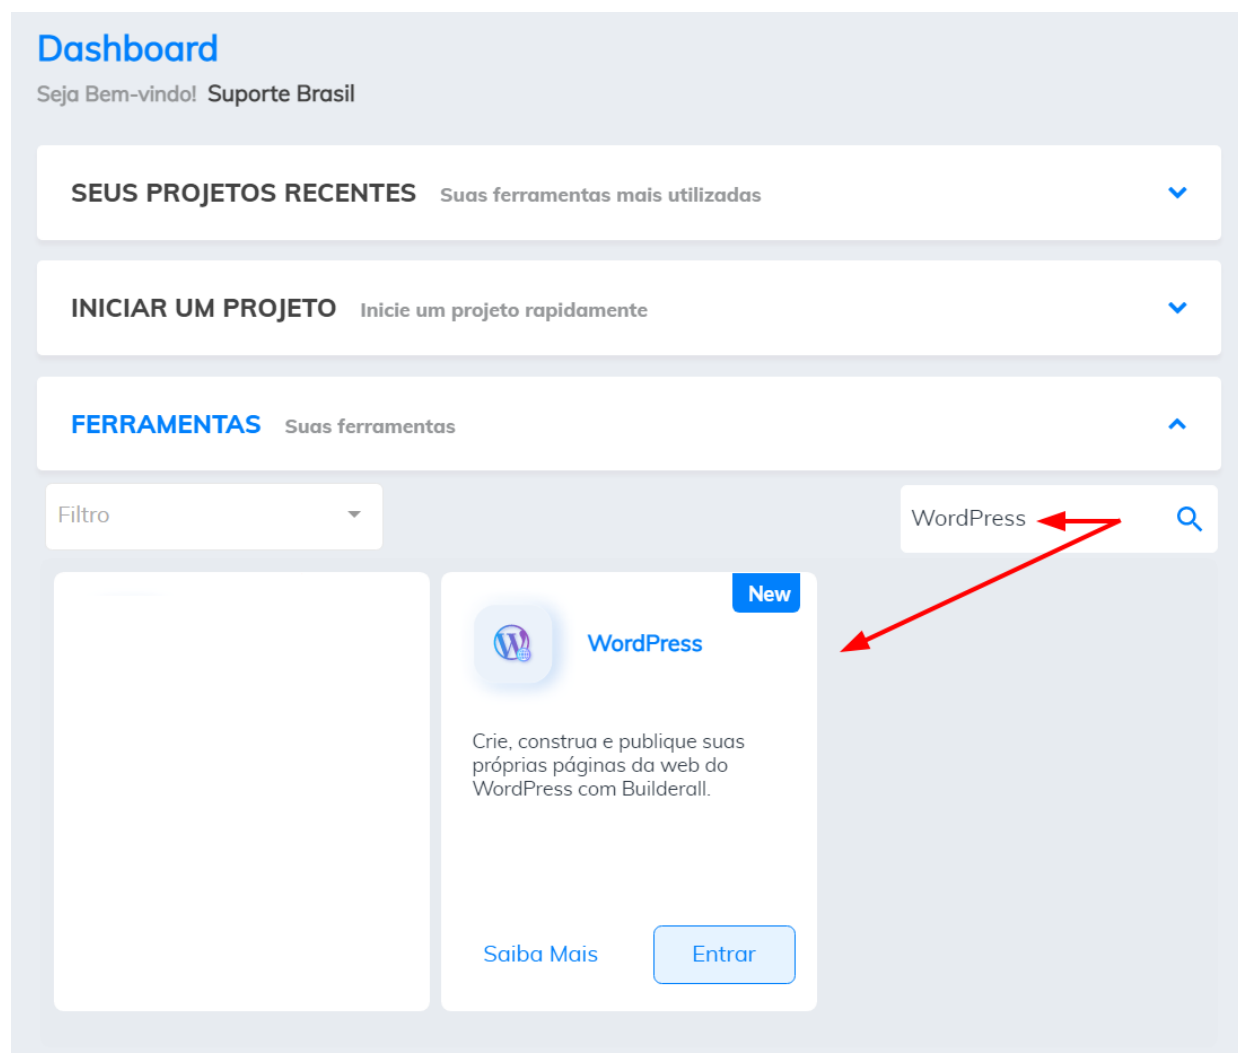 Dashboard
Seja Bem-vindo! Suporte Brasil
SEUS PROJETOS RECENTES Suas ferramentas mais utilizadas
INICIAR UM PROJETO Inicie um projeto rapidamente
FERRAMENTAS Suas ferramentas
Filtro
WordPress
New
WordPress
Crie, construa e publique suas
próprias páginas da web do
WordPress com Builderall.
Saiba Mais
Entrar